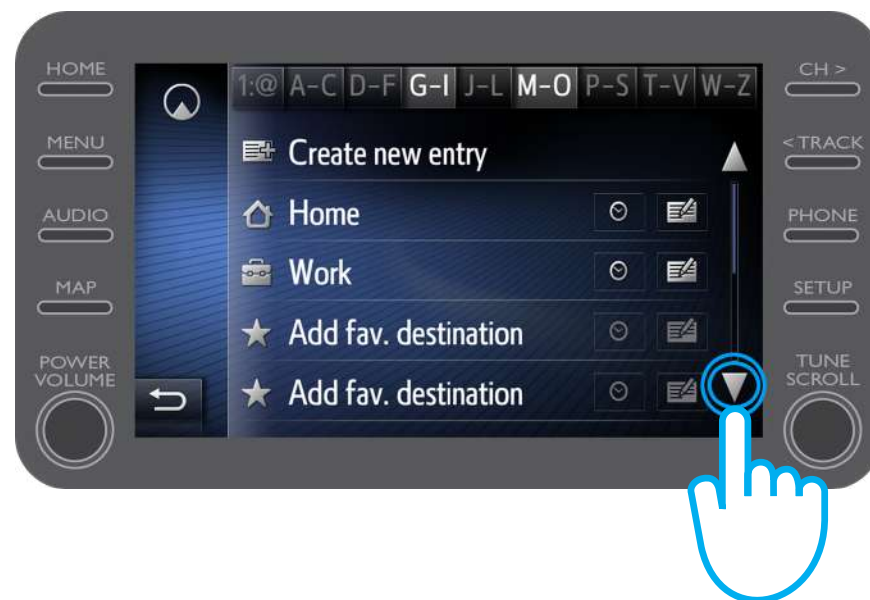 HOME
MENU
AUDIO
MAP
POWER
VOLUME
1:@ A-C D-F G-I J-L M-O P-S T-V W-Z
Create new entry
Home
Work
Add fav. destination
Add fav. destination
CH >
< TRACK
PHONE
SETUP
TUNE
SCROLL